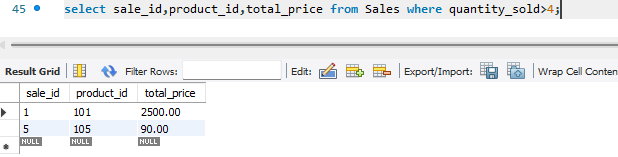 45 select sale_id,product_id,total_price from Sales where quantity_sold>4;
Result Grid Filter Rows: Edit: Export/Import: Wrap Cell Conten
sale_id product_id total_price
1 101 2500.00
5 105 90.00
NULL NULL NULL